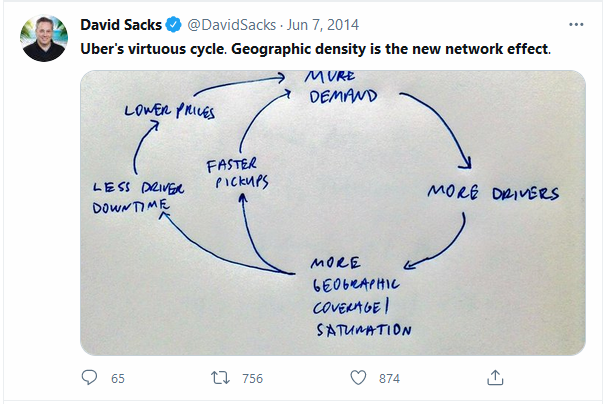 David Sacks @DavidSacks · Jun 7, 2014
Uber's virtuous cycle. Geographic density is the new network effect.
MORE
DEMAND
LOWER PRICES
FASTER
PICKUPS
LESS DRIVER
DOWNTIME
MORE DRIVERS
MORE
GEOGRAPHIC
COVERAGE/
SATURATION
65 756 874